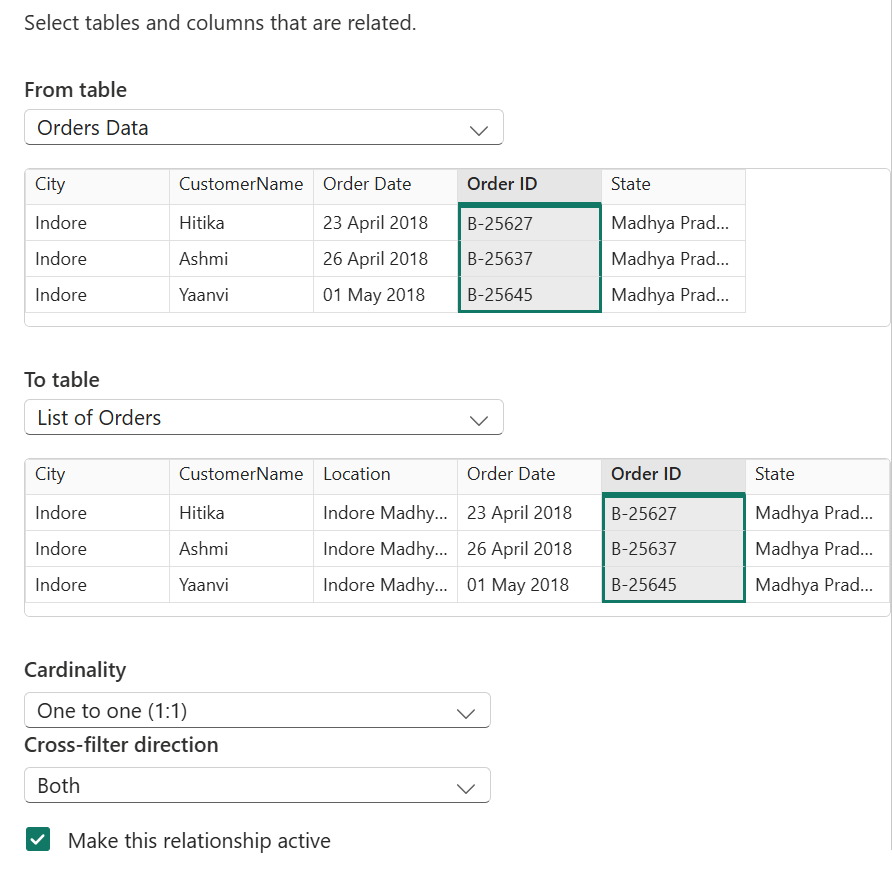 Select tables and columns that are related.
From table
Orders Data
City CustomerName Order Date Order ID State
Indore Hitika 23 April 2018 B-25627 Madhya Prad...
Indore Ashmi 26 April 2018 B-25637 Madhya Prad...
Indore Yaanvi 01 May 2018 B-25645 Madhya Prad...
To table
List of Orders
City CustomerName Location Order Date Order ID State
Indore Hitika Indore Madhy... 23 April 2018 B-25627 Madhya Prad...
Indore Ashmi Indore Madhy... 26 April 2018 B-25637 Madhya Prad...
Indore Yaanvi Indore Madhy... 01 May 2018 B-25645 Madhya Prad...
Cardinality
One to one (1:1)
Cross-filter direction
Both
Make this relationship active